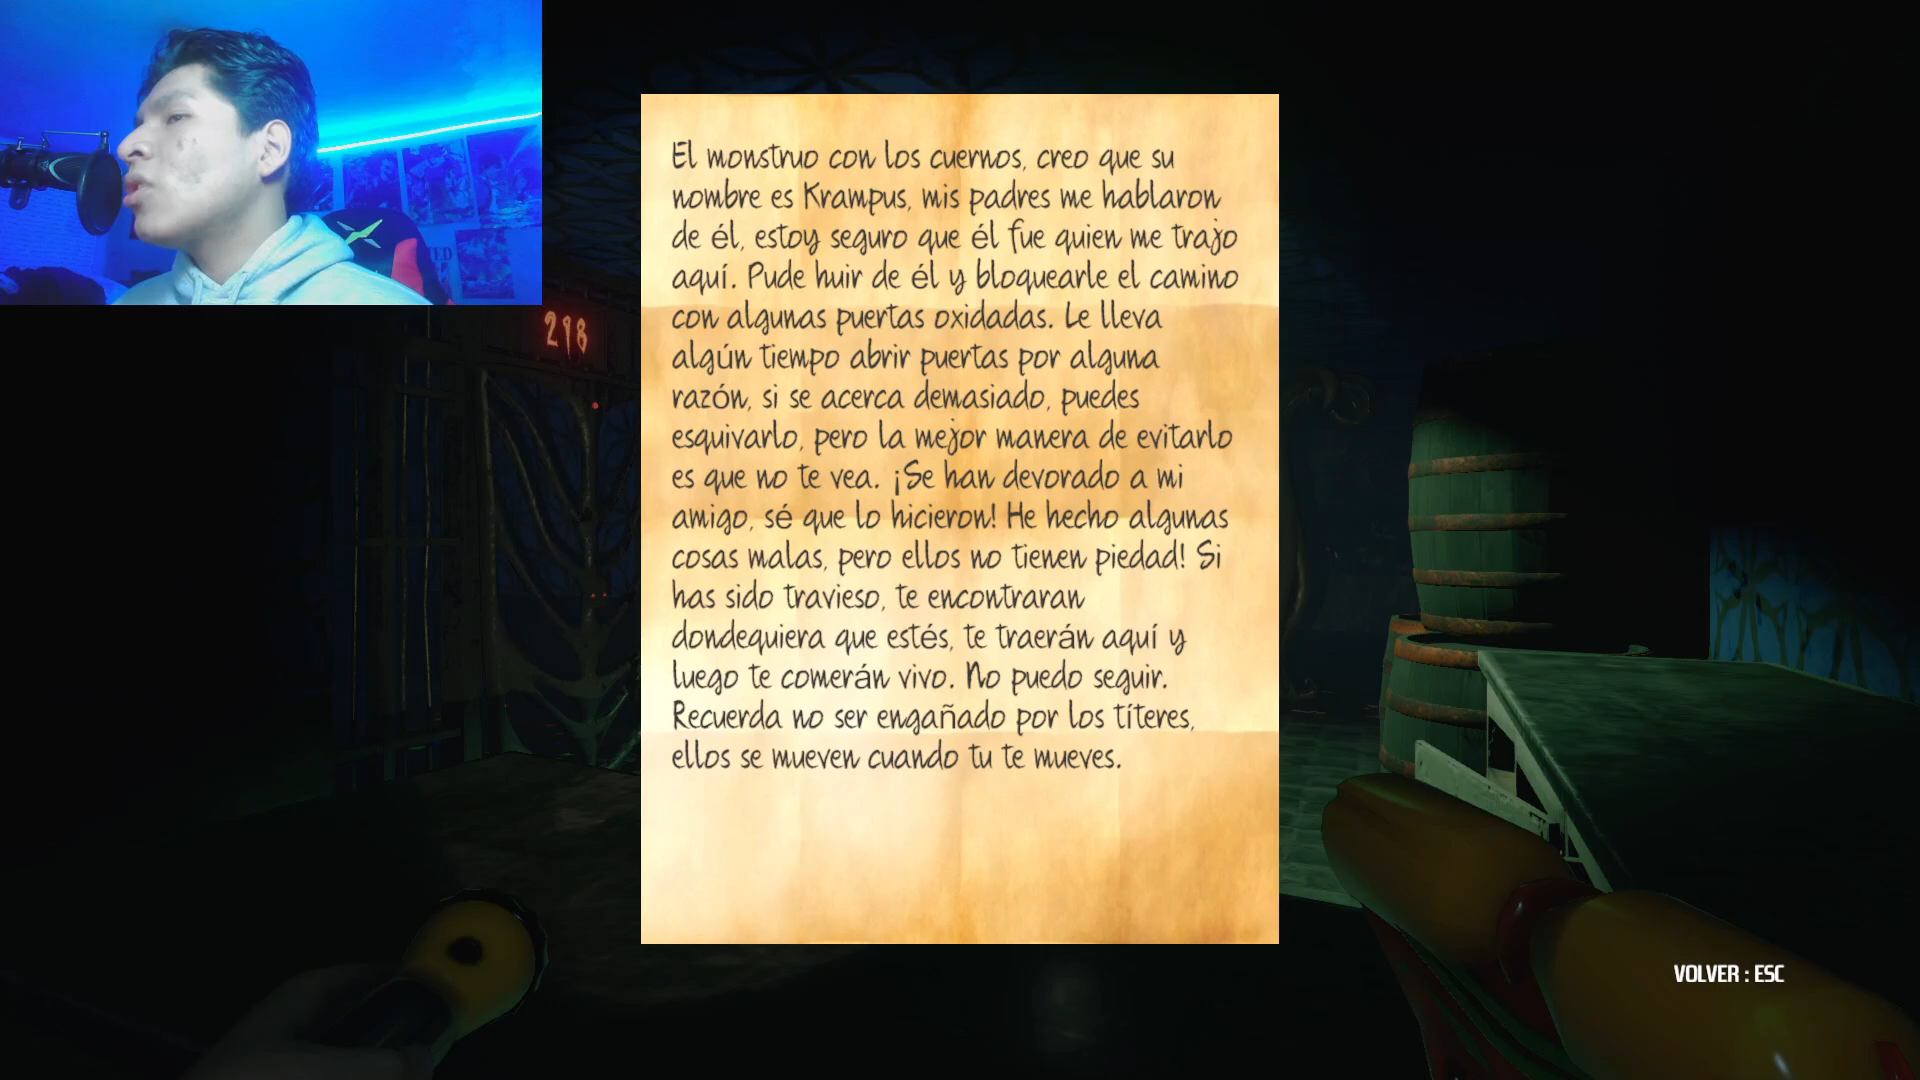 218
El monstruo con los cuernos, creo que su
nombre es Krampus, mis padres me hablaron
de él, estoy seguro que él fue quien me trajo
aquí. Pude huir de él y bloquearle el camino
con algunas puertas oxidadas. Le lleva
algún tiempo abrir puertas por alguna
razón, si se acerca demasiado, puedes
esquivarlo, pero la mejor manera de evitarlo
es que no te vea. ¡Se han devorado a mi
amigo, sé que lo hicieron! He hecho algunas
cosas malas, pero ellos no tienen piedad! Si
has sido travieso, te encontraran
dondequiera que estés, te traerán aquí y
luego te comerán vivo. No puedo seguir.
Recuerda no ser engañado por los títeres,
ellos se mueven cuando tu te mueves.
VOLVER : ESC